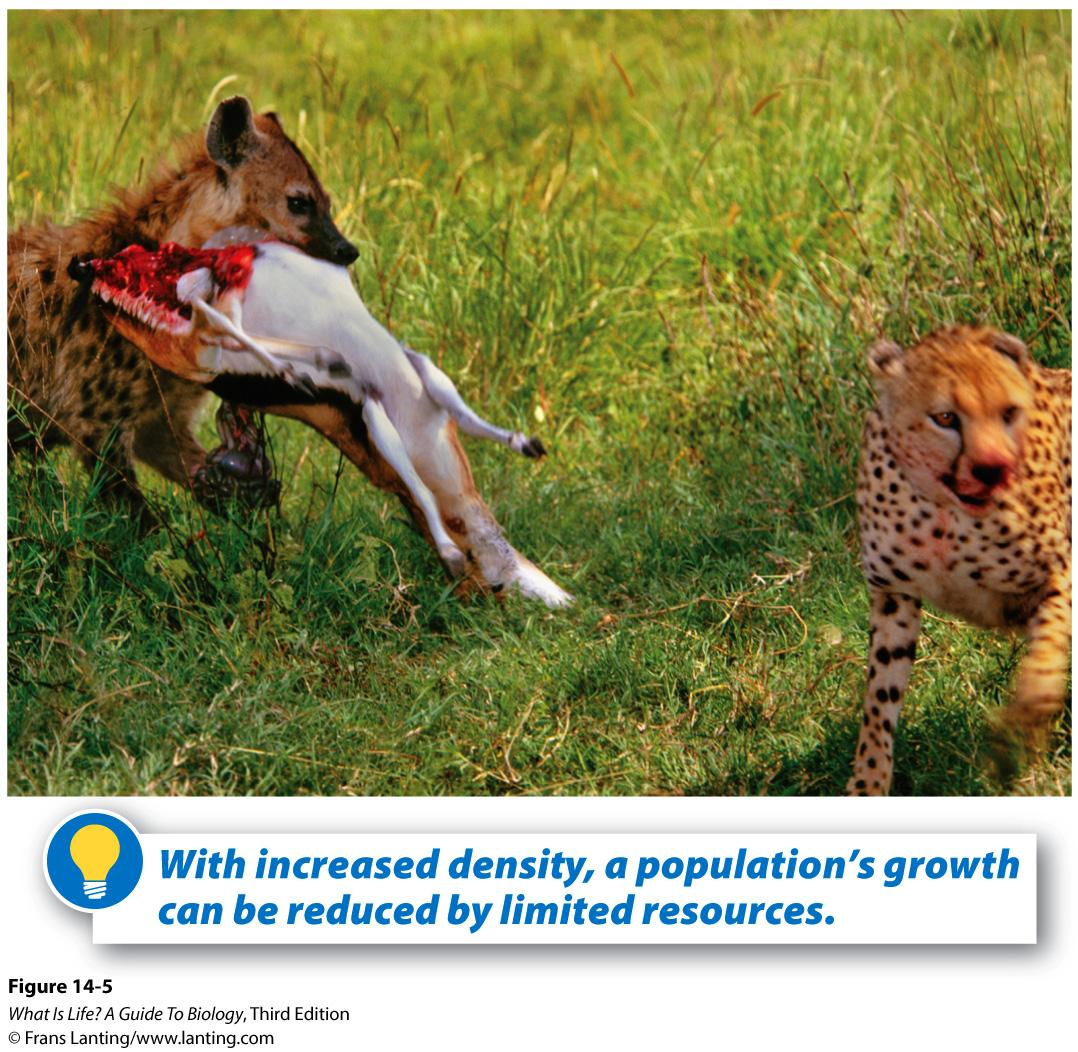 With increased density, a population’s growth
can be reduced by limited resources.
Figure 14-5
What Is Life? A Guide To Biology, Third Edition
© Frans Lanting/www.lanting.com